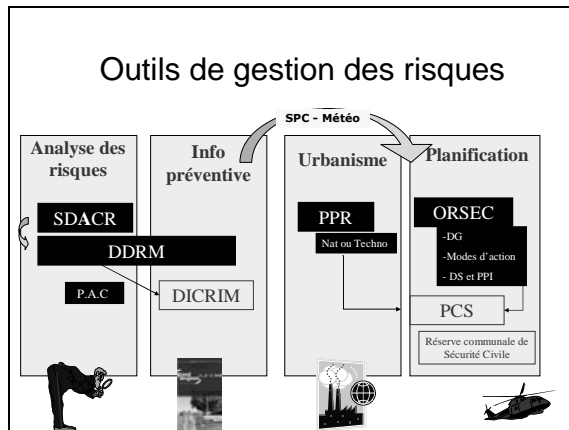 Outils de gestion des risques
SPC - Météo
Analyse des
risques
SDACR
DDRM
P.A.C
Info
préventive
DICRIM
Urbanisme
PPR
Nat ou Techno
Planification
ORSEC
-DG
-Modes d'action
- DS et PPI
PCS
Réserve communale de
Sécurité Civile